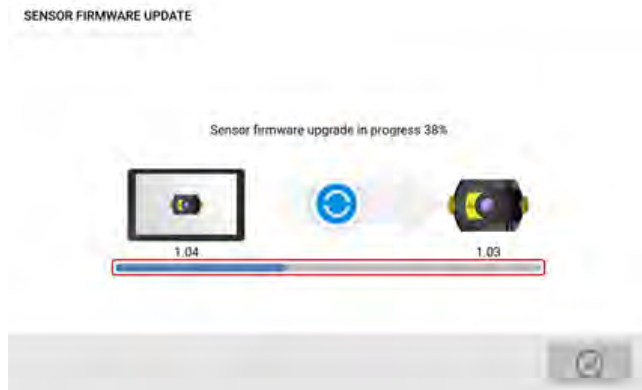 SENSOR FIRMWARE UPDATE
Sensor firmware upgrade in progress 38%
1.04 1.03